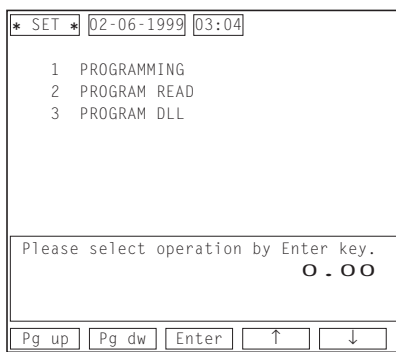 * SET * 02-06-1999 03:04
1 PROGRAMMING
2 PROGRAM READ
3 PROGRAM DLL
Please select operation by Enter key.
0.00
Pg up Pg dw Enter ↑ ↓